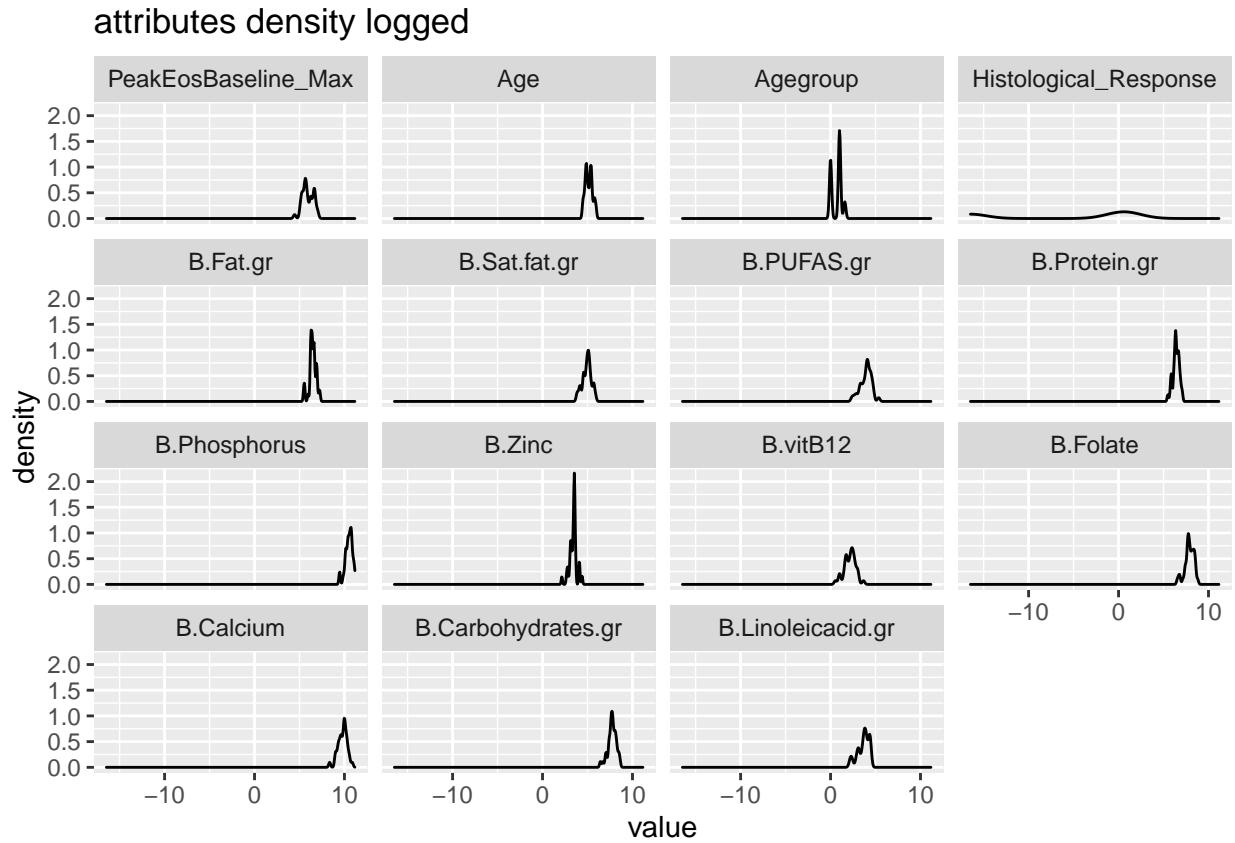 attributes density logged
PeakEosBaseline_Max Age Agegroup Histological_Response
2.0
1.5
1.0
0.5
0.0
B.Fat.gr B.Sat.fat.gr B.PUFAS.gr B.Protein.gr
2.0
1.5
1.0
0.5
0.0
density
B.Phosphorus B.Zinc B.vitB12 B.Folate
2.0
1.5
1.0
0.5
0.0
−10 0 10
B.Calcium B.Carbohydrates.gr B.Linoleicacid.gr
2.0
1.5
1.0
0.5
0.0
−10 0 10 −10 0 10 −10 0 10
value